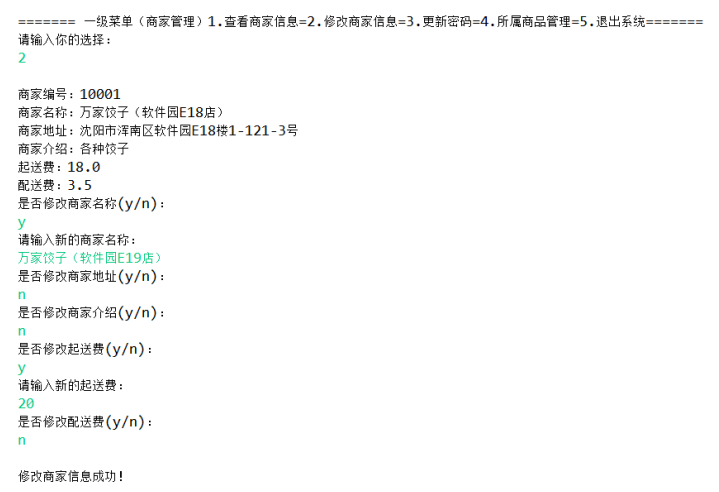 ======= 一级菜单（商家管理）1.查看商家信息=2.修改商家信息=3.更新密码=4.所属商品管理=5.退出系统=======
请输入你的选择：
2
商家编号：10001
商家名称：万家饺子（软件园E18店）
商家地址：沈阳市浑南区软件园E18楼1-121-3号
商家介绍：各种饺子
起送费：18.0
配送费：3.5
是否修改商家名称(y/n)：
y
请输入新的商家名称：
万家饺子（软件园E19店）
是否修改商家地址(y/n)：
n
是否修改商家介绍(y/n)：
n
是否修改起送费(y/n)：
y
请输入新的起送费：
20
是否修改配送费(y/n)：
n
修改商家信息成功！